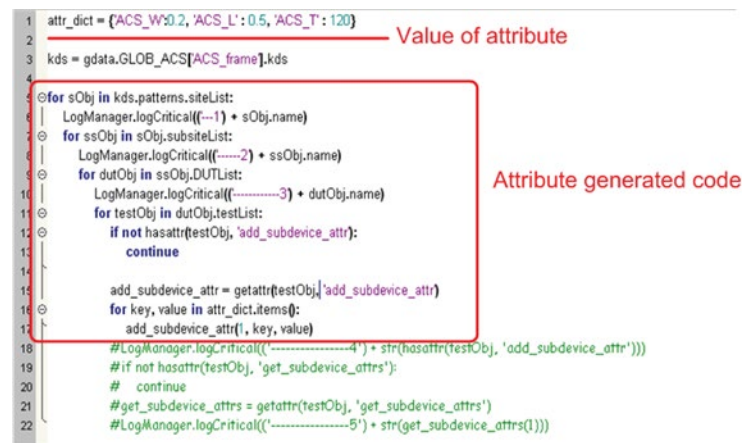 1 attr_dict = {'ACS_W':0.2, 'ACS_L' : 0.5, 'ACS_T' : 120}
2
Value of attribute
3 kds = gdata.GLOB_ACS['ACS_frame'].kds
4
5 for sObj in kds.patterns.siteList:
6 LogManager.logCritical(('---1') + sObj.name)
7 for ssObj in sObj.subsiteList:
8 LogManager.logCritical(('------2') + ssObj.name)
9 for dutObj in ssObj.DUTList:
Attribute generated code
10 LogManager.logCritical(('------------3') + dutObj.name)
11 for testObj in dutObj.testList:
12 if not hasattr(testObj, 'add_subdevice_attr'):
13 continue
14
15 add_subdevice_attr = getattr(testObj, 'add_subdevice_attr')
16 for key, value in attr_dict.items():
17 add_subdevice_attr(1, key, value)
18 #LogManager.logCritical(('----------------4') + str(hasattr(testObj, 'add_subdevice_attr')))
19 #if not hasattr(testObj, 'get_subdevice_attrs'):
20 # continue
21 #get_subdevice_attrs = getattr(testObj, 'get_subdevice_attrs')
22 #LogManager.logCritical(('----------------5') + str(get_subdevice_attrs(1)))